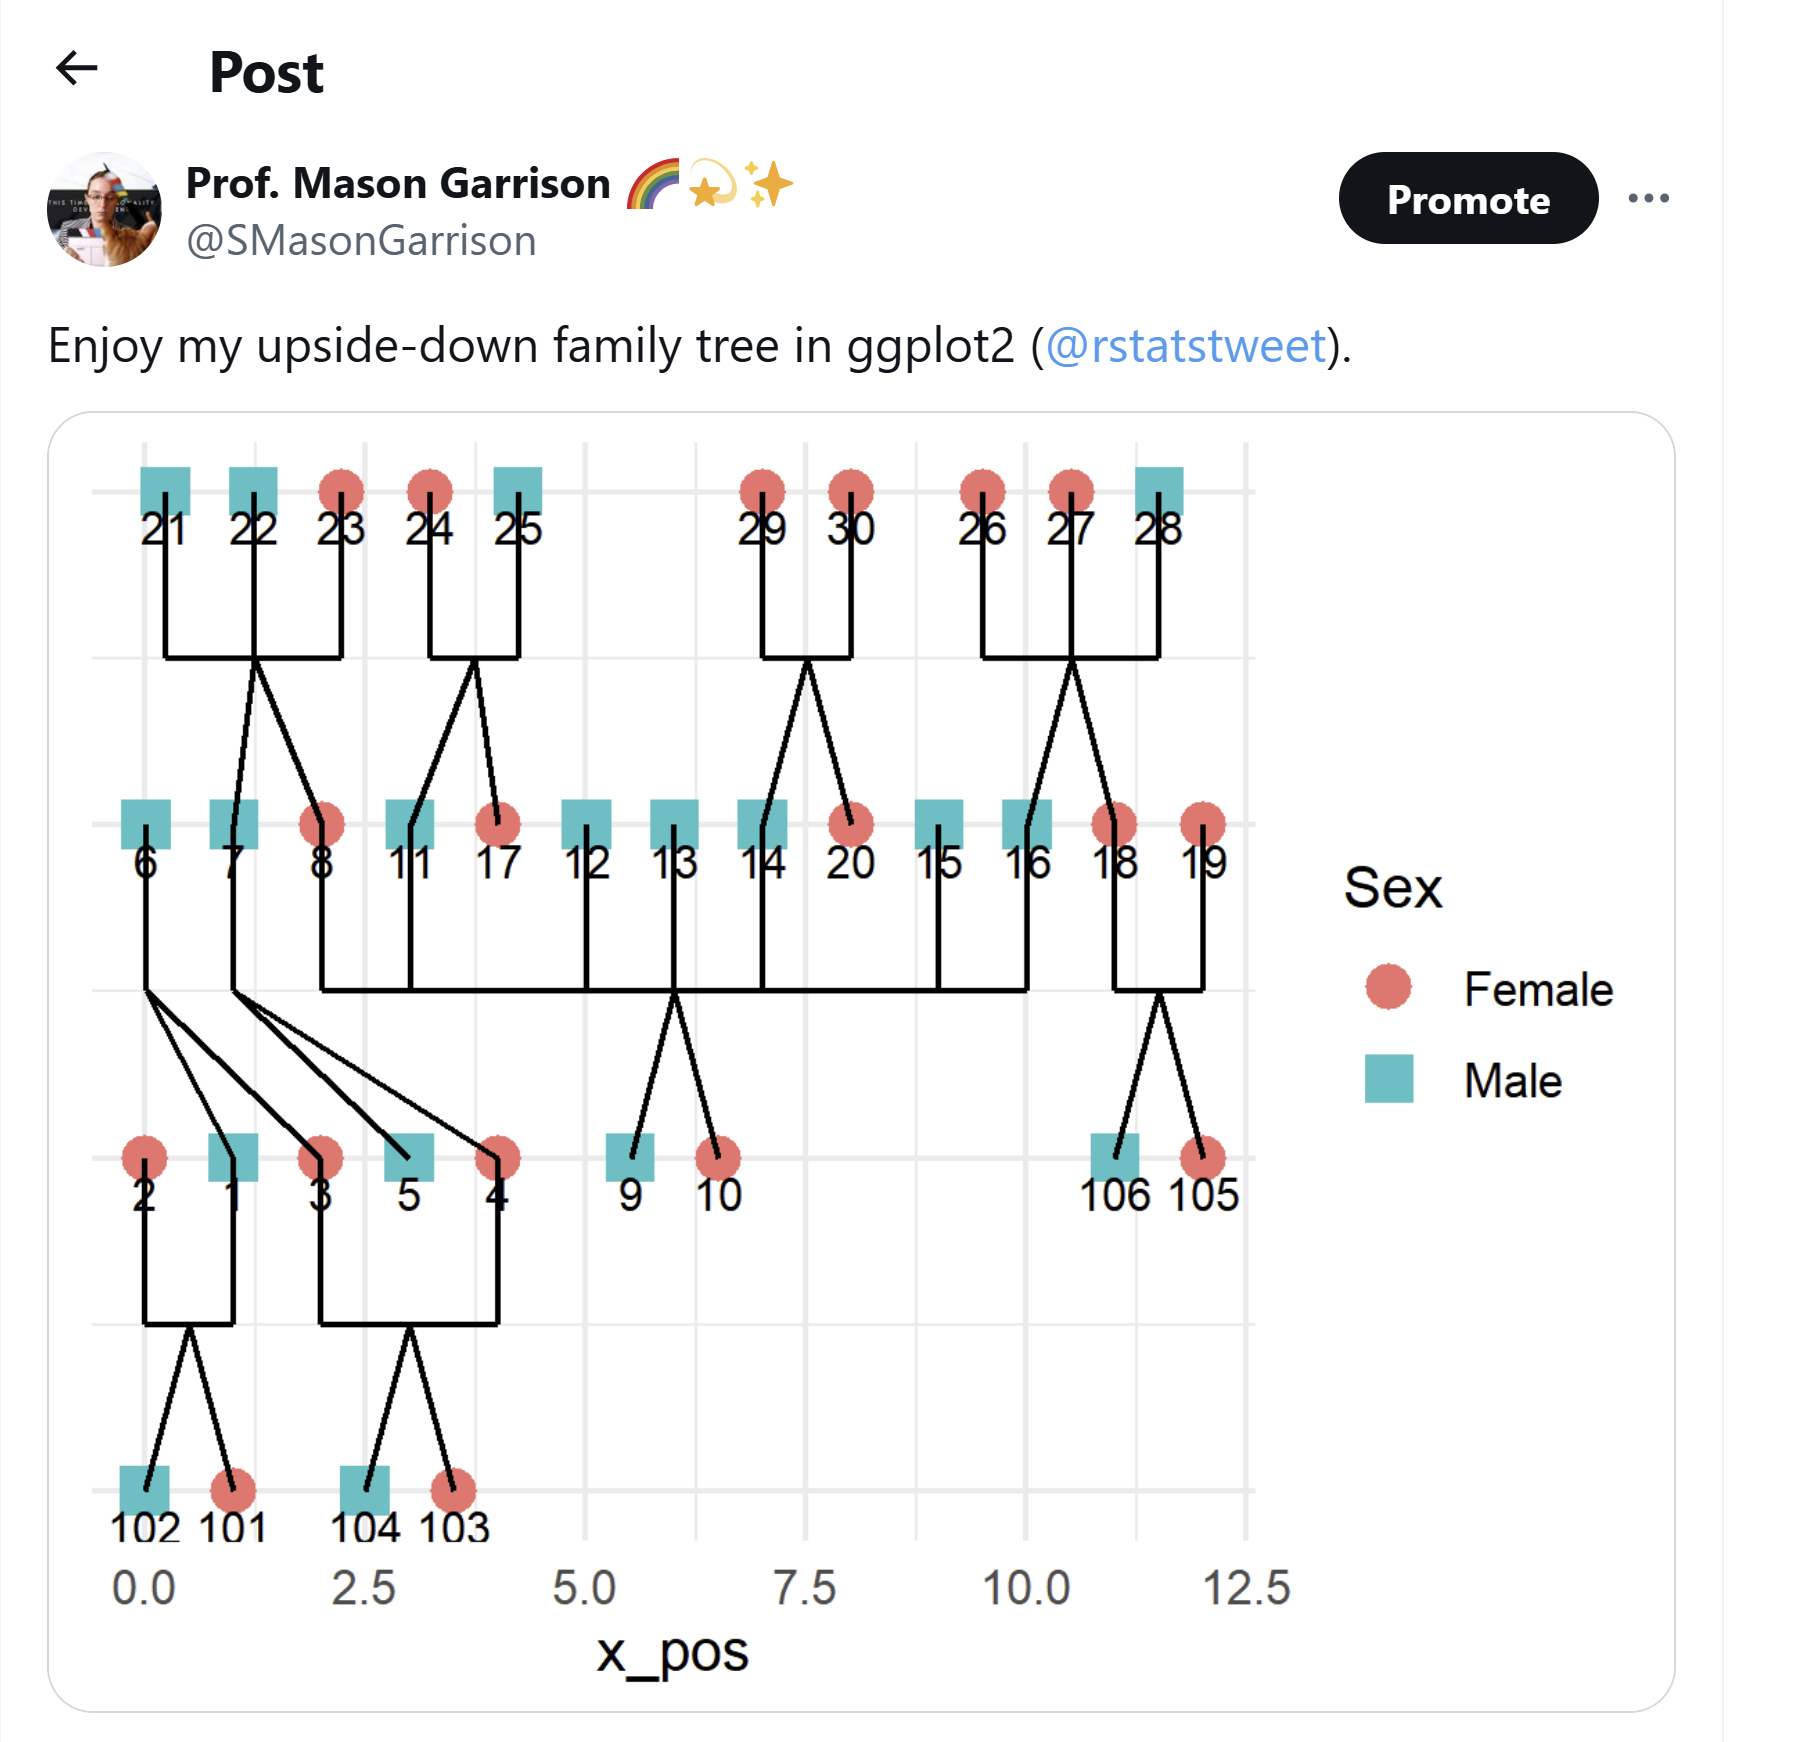 Post
Prof. Mason Garrison 🌈💫✨
@SMasonGarrison
Promote
Enjoy my upside-down family tree in ggplot2 (@rstatstweet).
21 22 23 24 25 29 30 26 27 28
6 7 8 11 17 12 13 14 20 15 16 18 19
Sex
Female
Male
2 1 3 5 4 9 10 106 105
102 101 104 103
0.0 2.5 5.0 7.5 10.0 12.5
x_pos